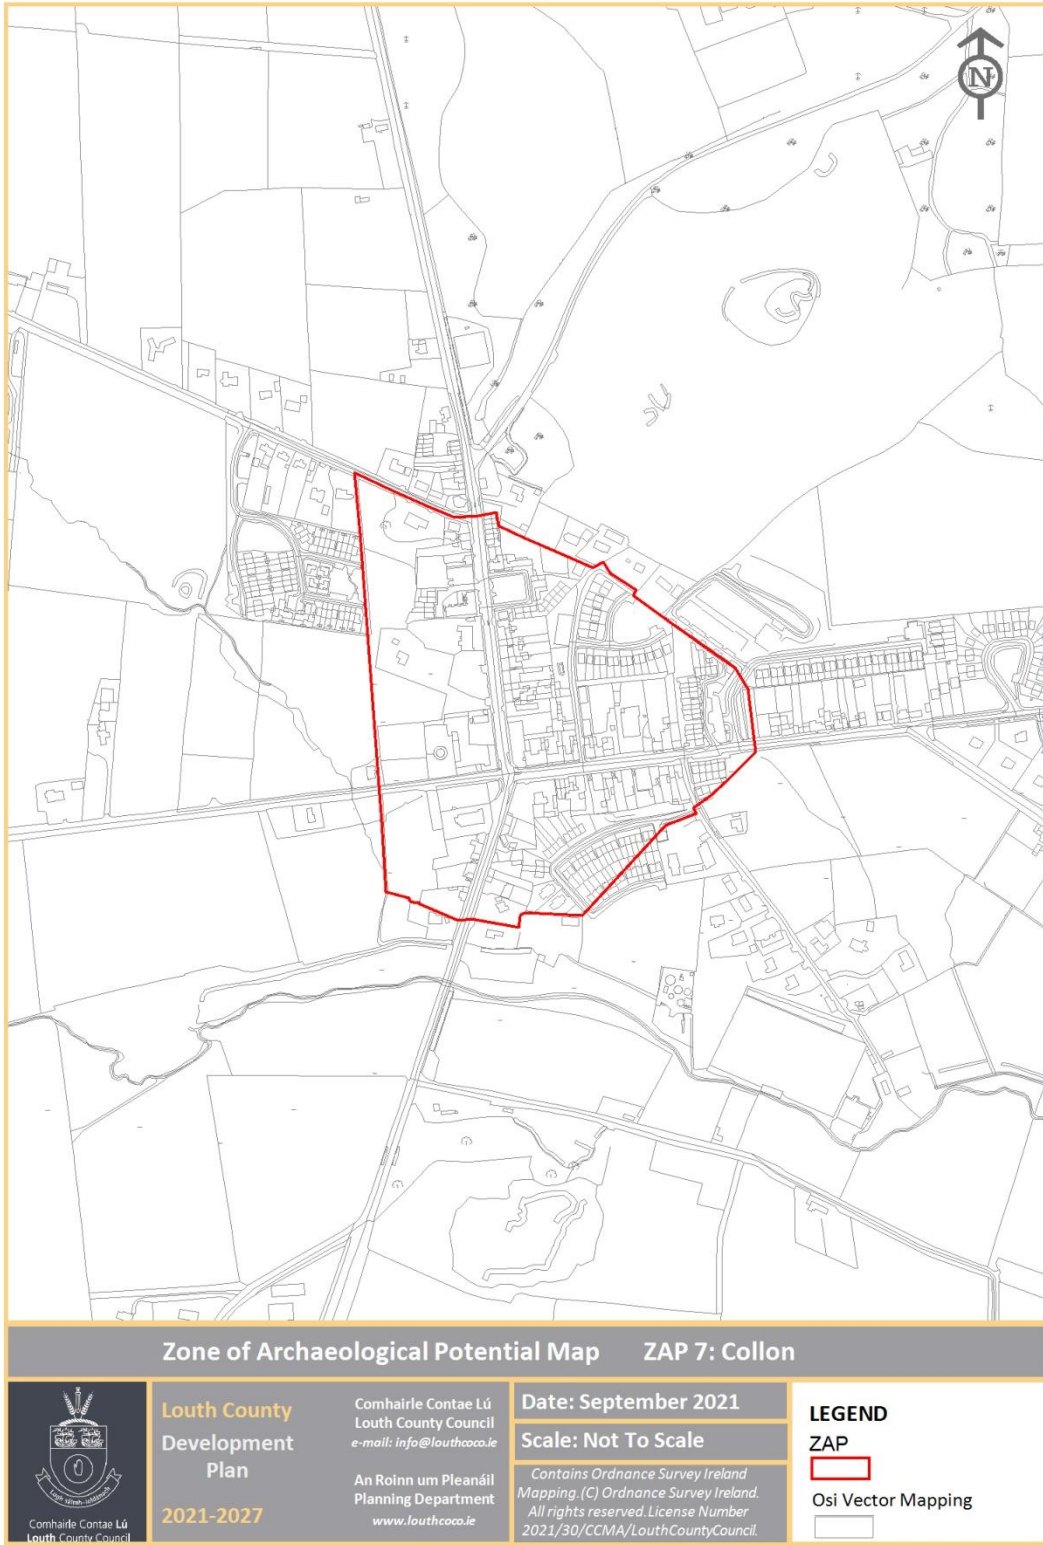 N
Zone of Archaeological Potential Map ZAP 7: Collon
Comhairle Contae Lú
Louth County Council
Louth County
Development
Plan
2021-2027
Comhairle Contae Lú
Louth County Council
e-mail: info@louthcoco.ie
An Roinn um Pleanáil
Planning Department
www.louthcoco.ie
Date: September 2021
Scale: Not To Scale
Contains Ordnance Survey Ireland
Mapping.(C) Ordnance Survey Ireland.
All rights reserved.License Number
2021/30/CCMA/LouthCountyCouncil.
LEGEND
ZAP
Osi Vector Mapping